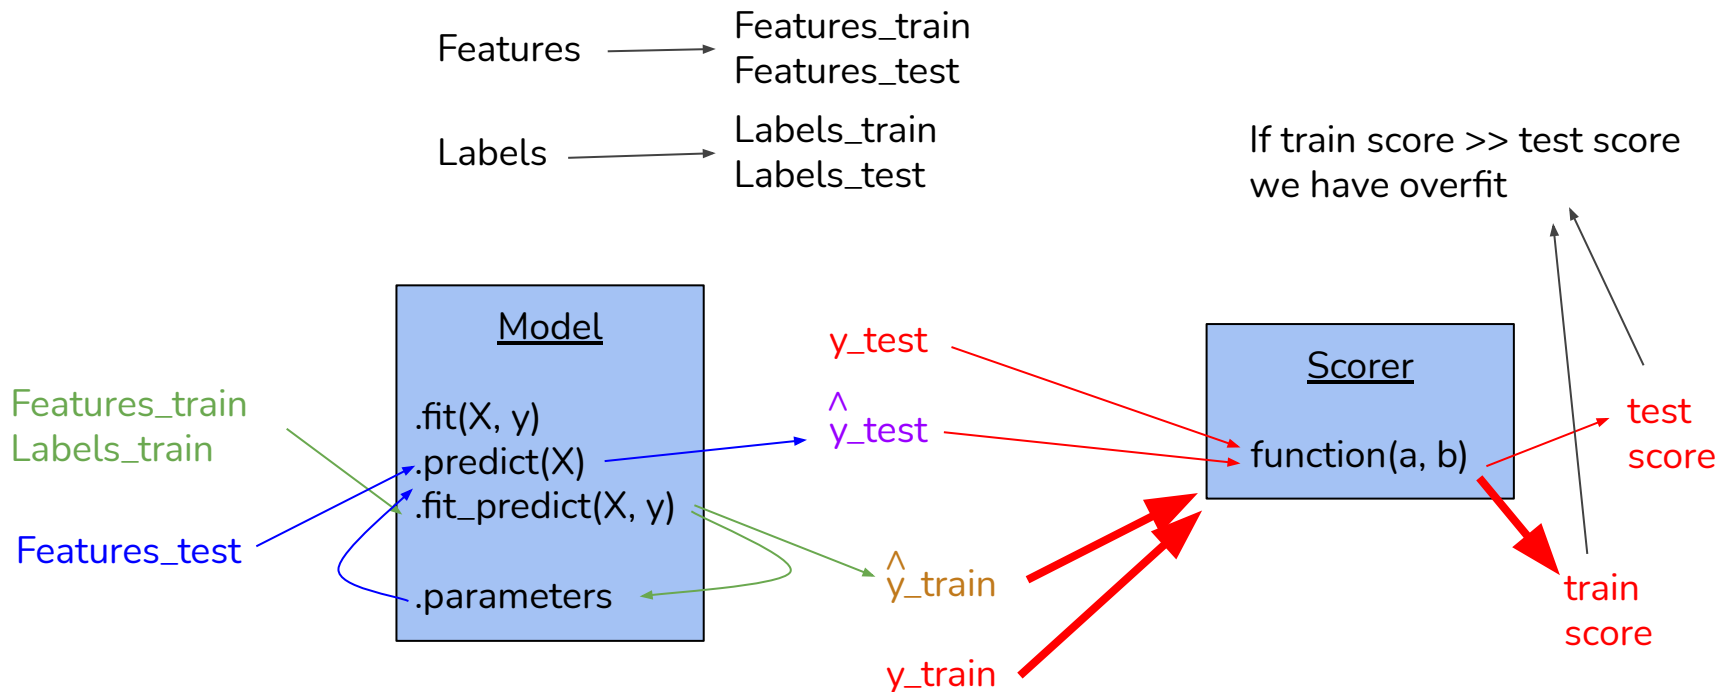 Features
Features_train
Features_test
Labels
Labels_train
Labels_test
If train score >> test score
we have overfit
Model
.fit(X, y)
.predict(X)
.fit_predict(X, y)
.parameters
Features_train
Labels_train
Features_test
y_test
^
y_test
^
y_train
y_train
Scorer
function(a, b)
test
score
train
score